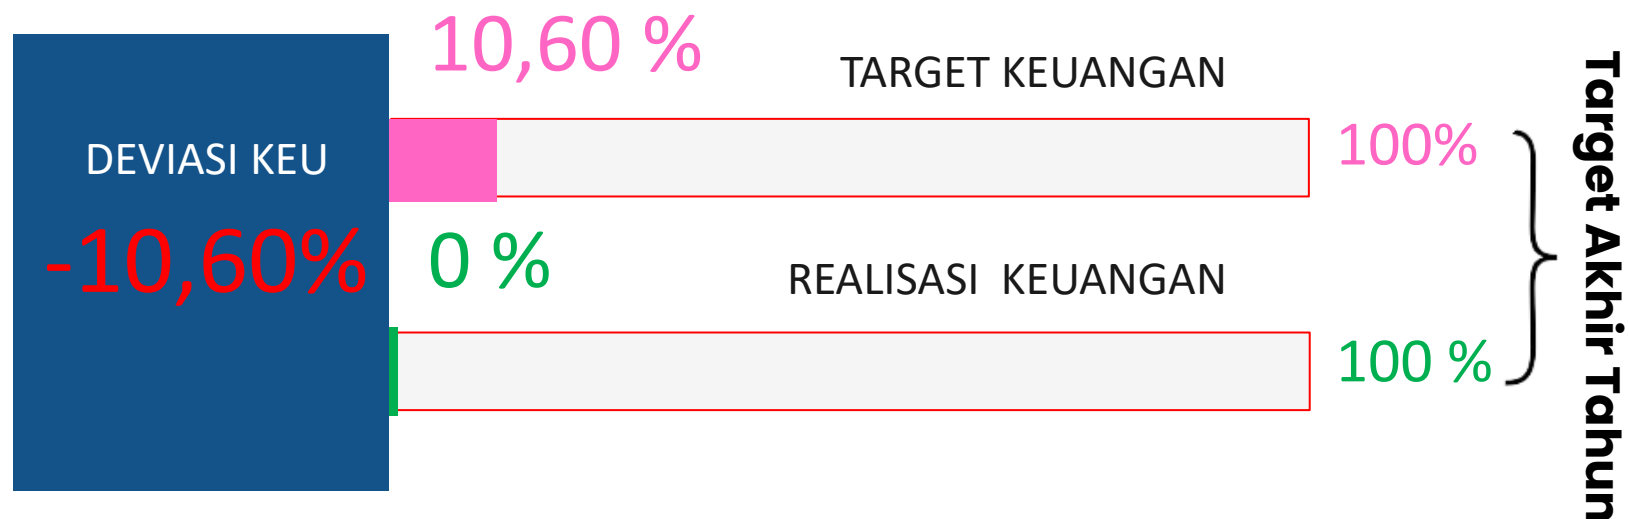 10,60 %
TARGET KEUANGAN
DEVIASI KEU
100%
-10,60%
0 %
REALISASI  KEUANGAN
100 %
Target Akhir Tahun